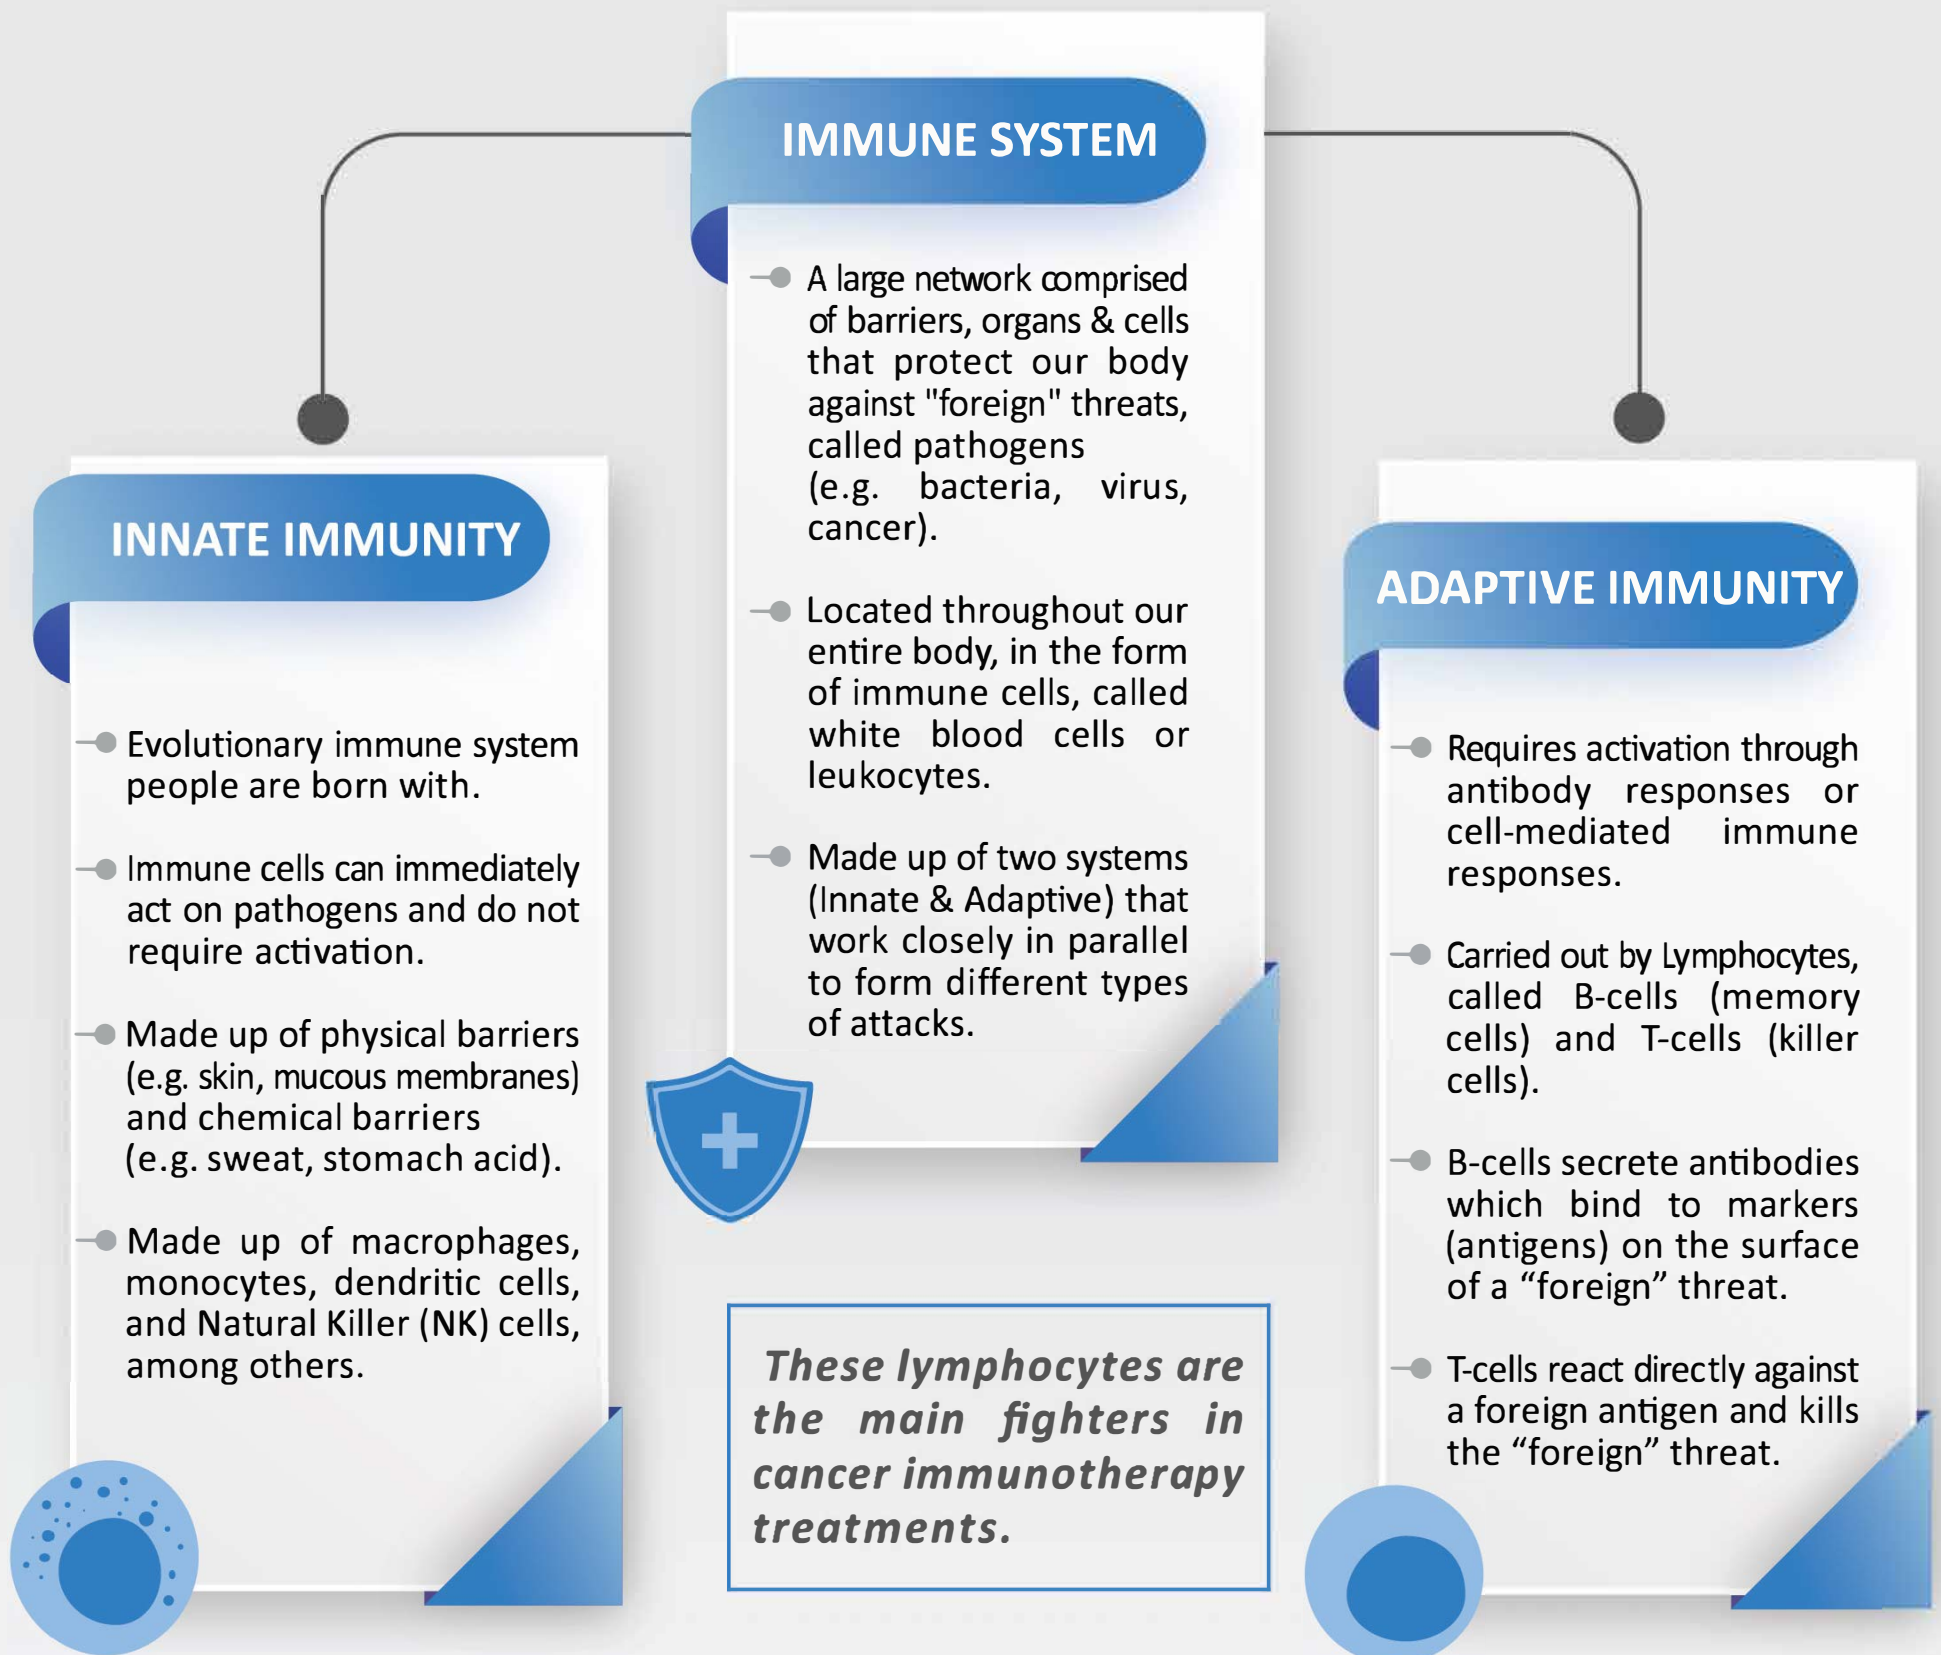 IMMUNE SYSTEM
A large network comprised
of barriers, organs & cells
that protect our body
against "foreign" threats,
called pathogens
(e.g. bacteria, virus,
cancer).
Located throughout our
entire body, in the form
of immune cells, called
white blood cells or
leukocytes.
Made up of two systems
(Innate & Adaptive) that
work closely in parallel
to form different types
of attacks.
INNATE IMMUNITY
Evolutionary immune system
people are born with.
Immune cells can immediately
act on pathogens and do not
require activation.
Made up of physical barriers
(e.g. skin, mucous membranes)
and chemical barriers
(e.g. sweat, stomach acid).
Made up of macrophages,
monocytes, dendritic cells,
and Natural Killer (NK) cells,
among others.
ADAPTIVE IMMUNITY
Requires activation through
antibody responses or
cell-mediated immune
responses.
Carried out by Lymphocytes,
called B-cells (memory
cells) and T-cells (killer
cells).
B-cells secrete antibodies
which bind to markers
(antigens) on the surface
of a “foreign” threat.
T-cells react directly against
a foreign antigen and kills
the “foreign” threat.
These lymphocytes are
the main fighters in
cancer immunotherapy
treatments.